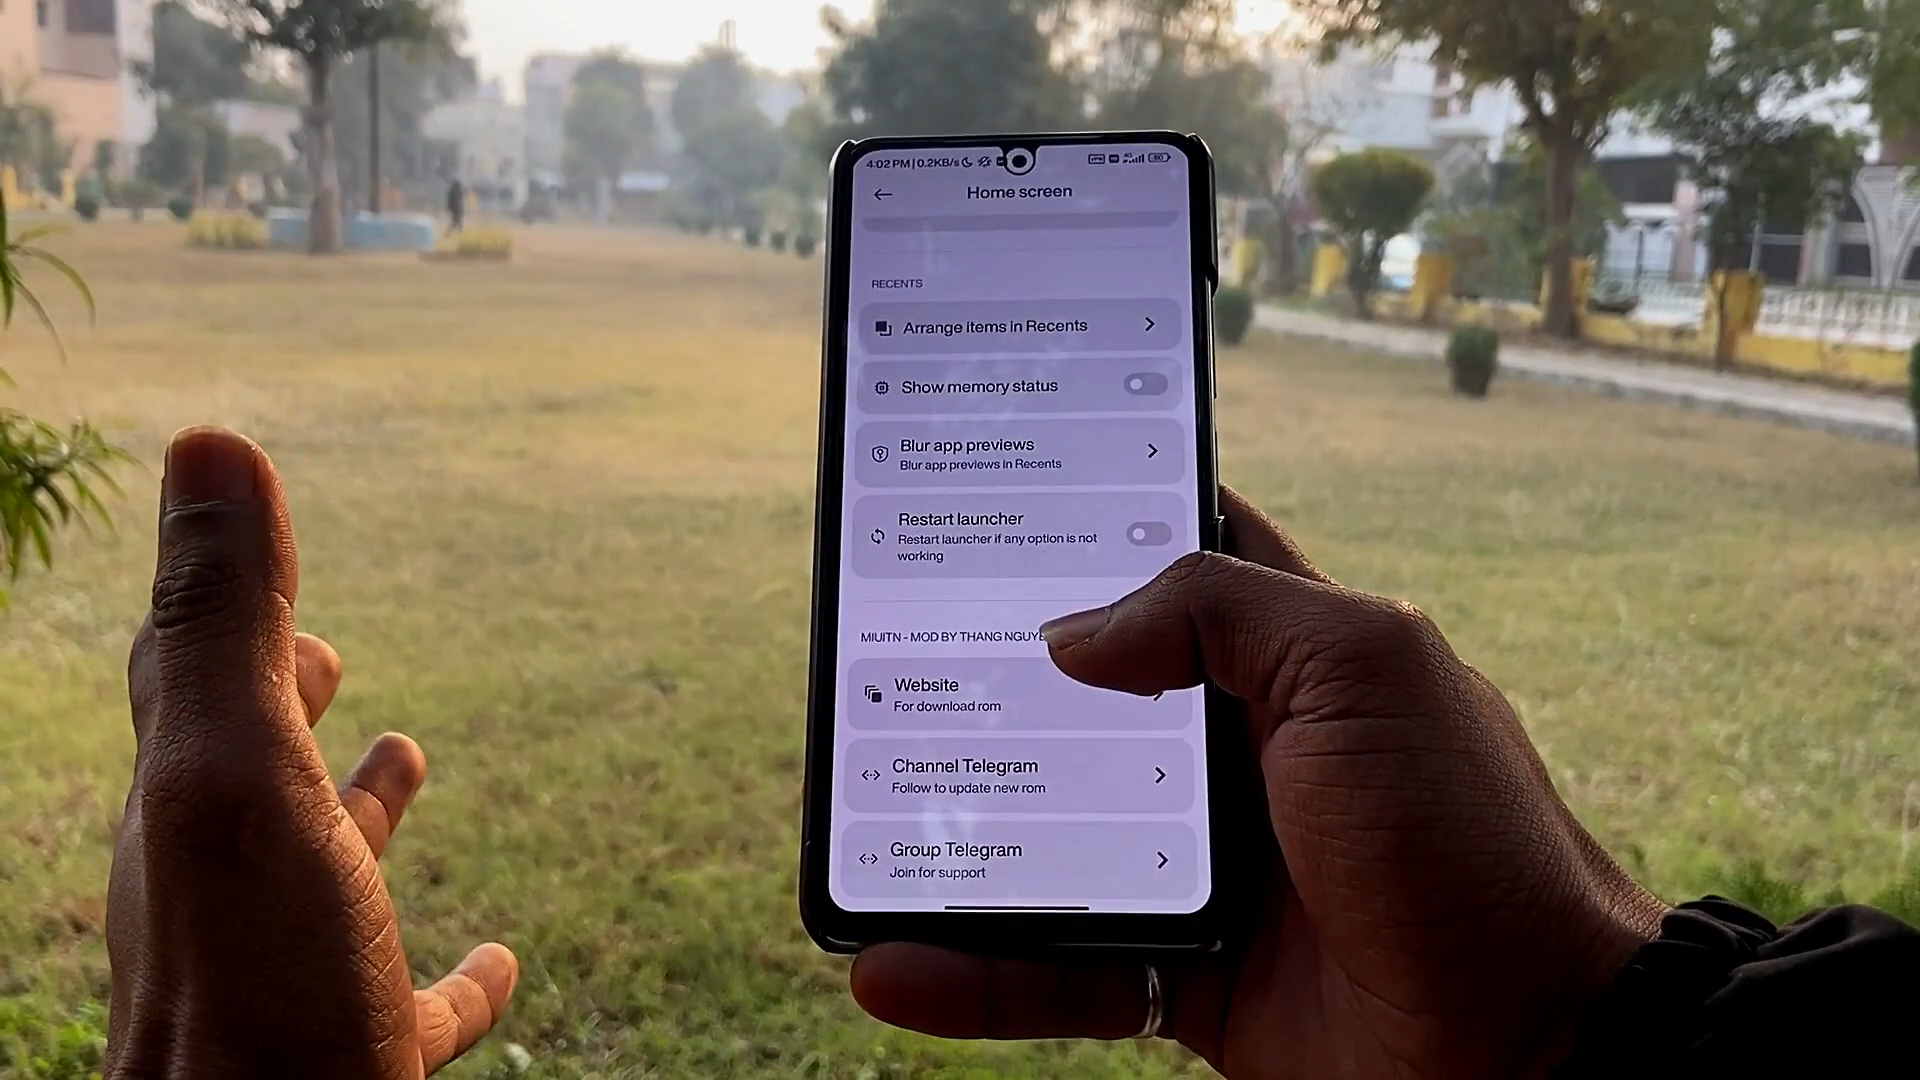 4:02 PM | 0.2KB/s
Home screen
RECENTS
Arrange items in Recents
Show memory status
Blur app previews
Blur app previews in Recents
Restart launcher
Restart launcher if any option is not
working
MIUITN - MOD BY THANG
Website
For download rom
Channel Telegram
Follow to update new rom
Group Telegram
Join for support